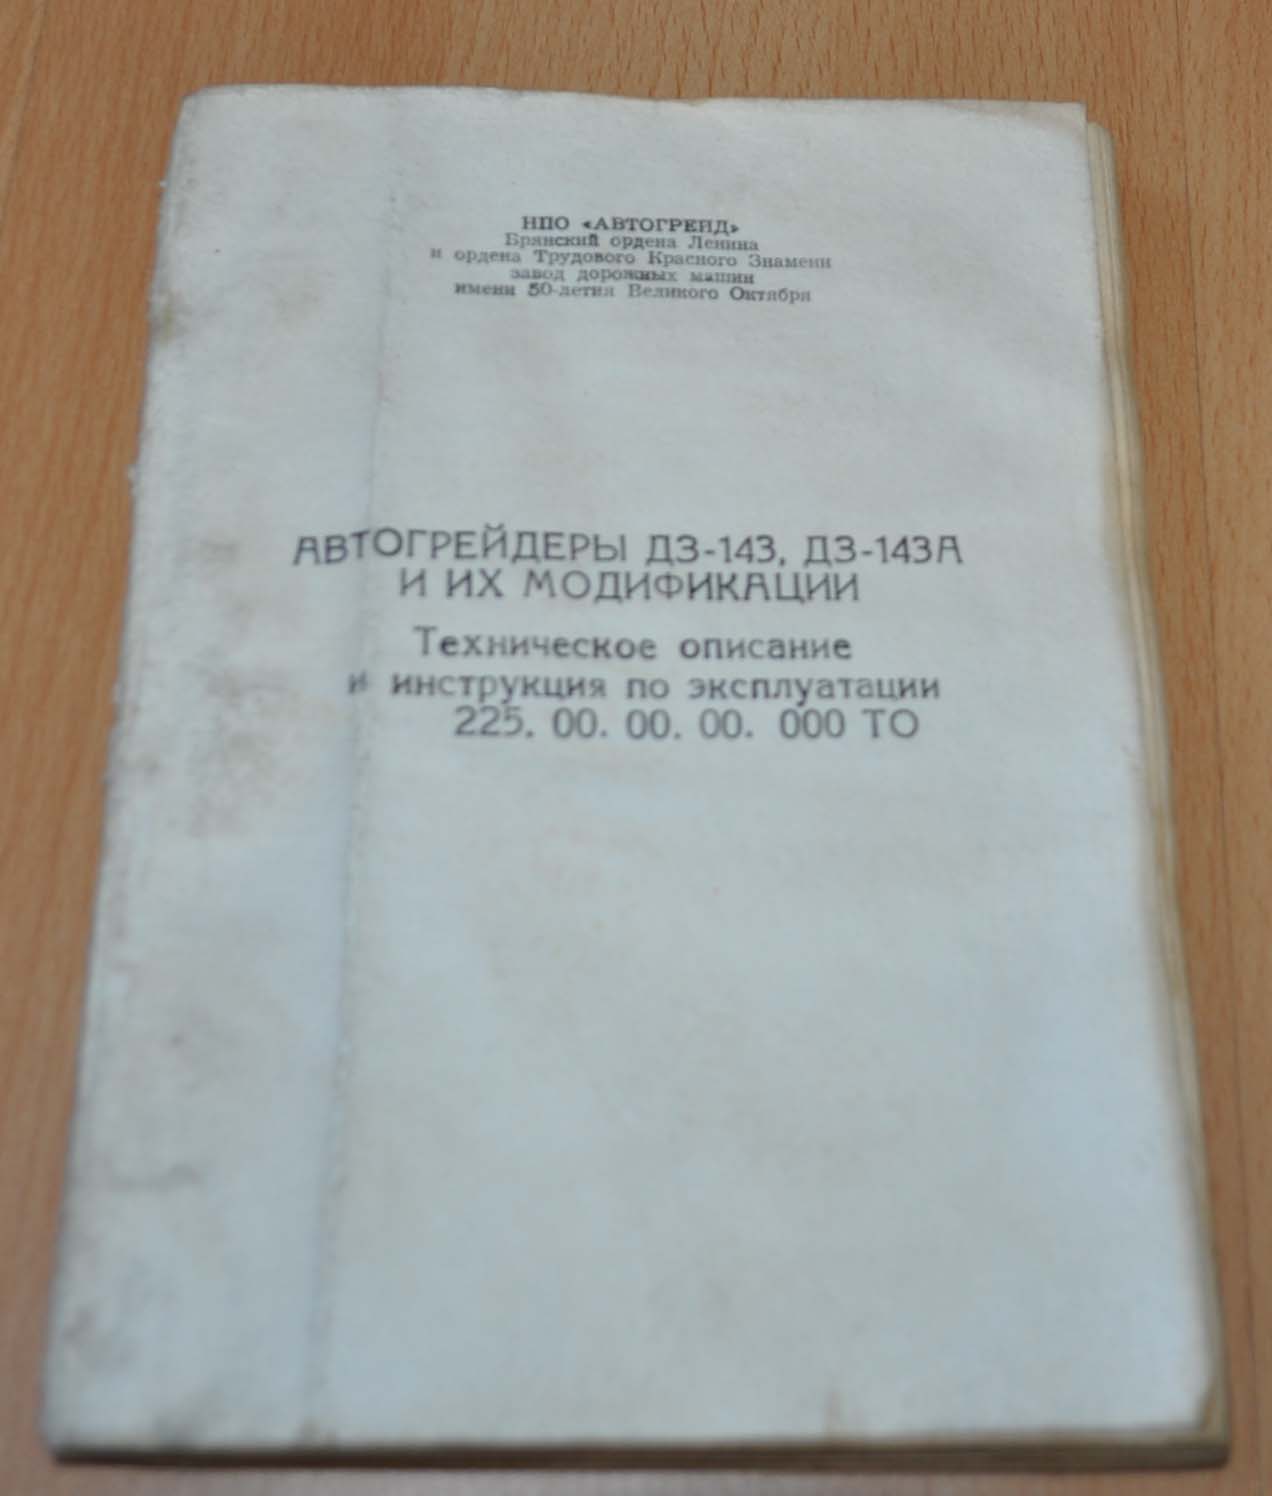 НПО «АВТОГРЕЙД»
Брянский ордена Ленина
и ордена Трудового Красного Знамени
завод дорожных машин
имени 50-летия Великого Октября
АВТОГРЕЙДЕРЫ ДЗ-143, ДЗ-143А
И ИХ МОДИФИКАЦИИ
Техническое описание
и инструкция по эксплуатации
225. 00. 00. 00. 000 ТО